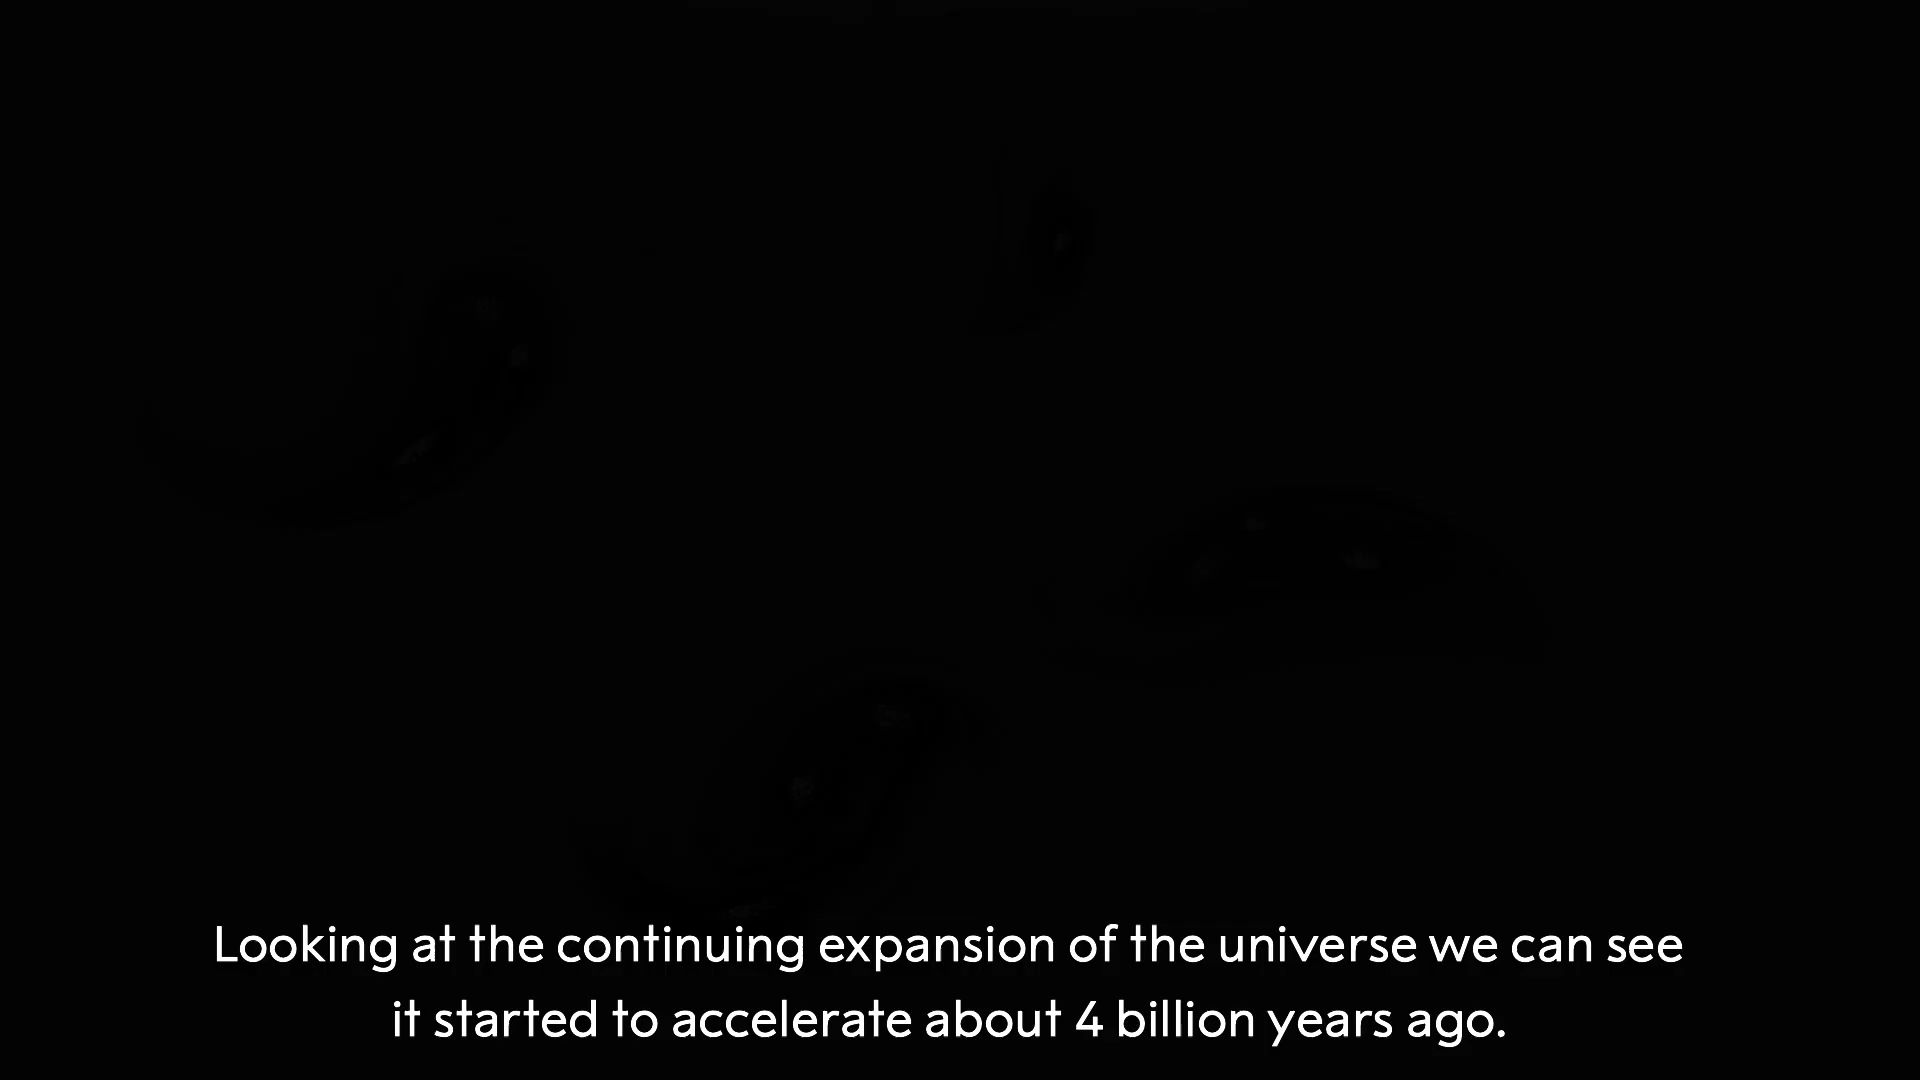 Looking at the continuing expansion of the universe we can see
it started to accelerate about 4 billion years ago.